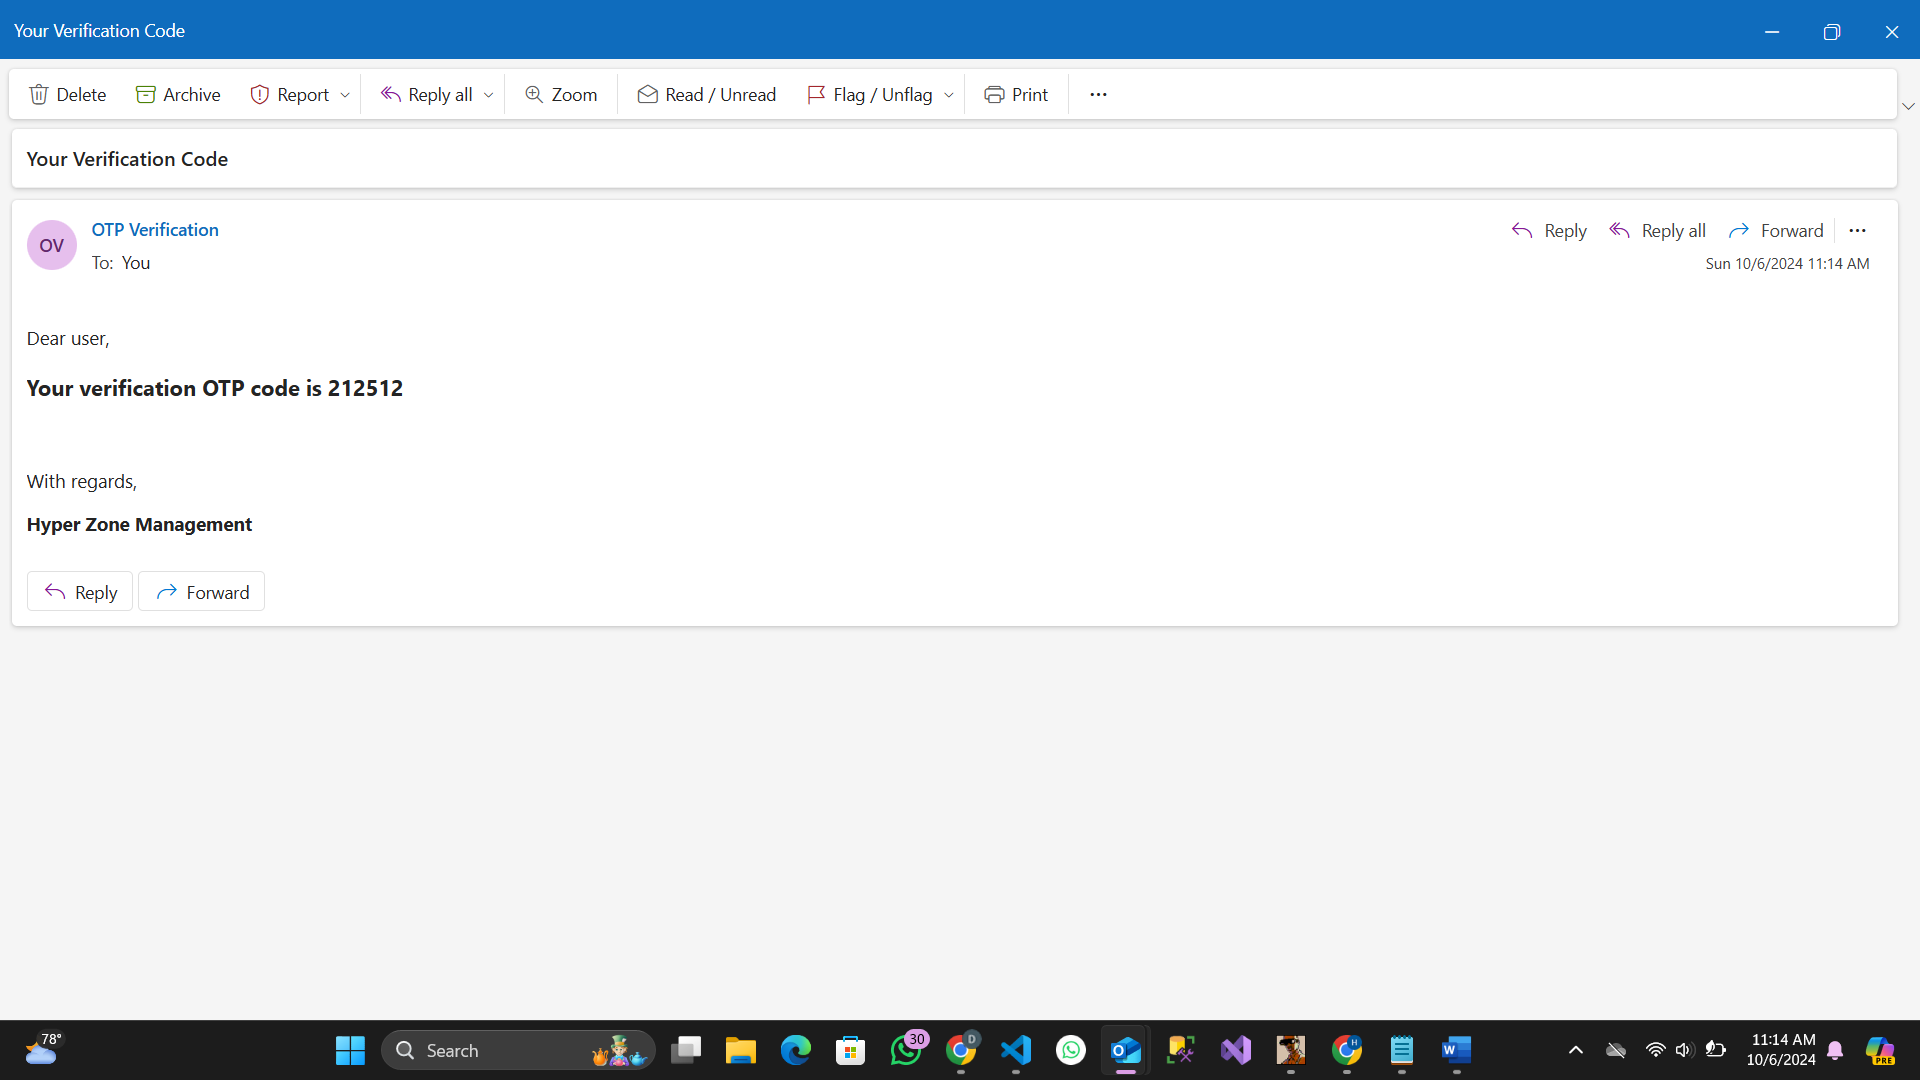 Your Verification Code
Delete Archive Report Reply all Zoom Read / Unread Flag / Unflag Print
Your Verification Code
OV OTP Verification Reply Reply all Forward
To: You Sun 10/6/2024 11:14 AM
Dear user,
Your verification OTP code is 212512
With regards,
Hyper Zone Management
Reply Forward
78° Search 30 D O H W 11:14 AM PRE
10/6/2024